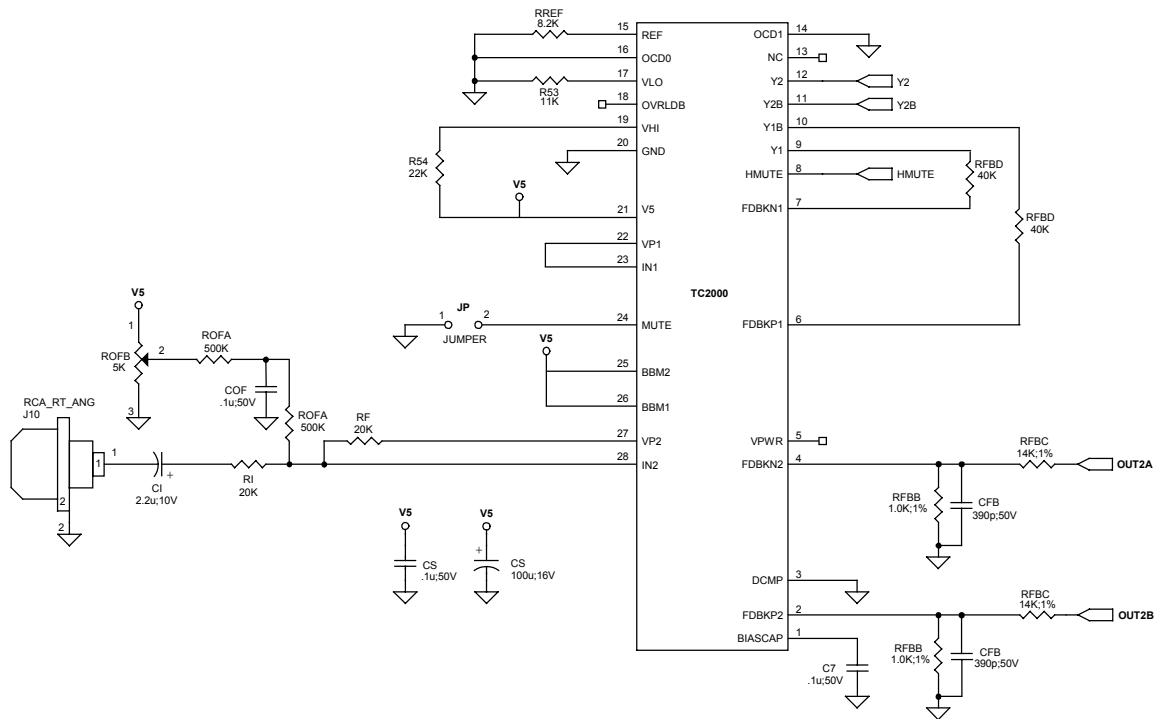 RREF
8.2K
15
REF
16
OCD0
17
VLO
R53
11K
18
OVRLDB
19
VHI
20
GND
R54
22K
V5
21
V5
22
VP1
23
IN1
TC2000
JP
1
2
JUMPER
24
MUTE
V5
25
BBM2
26
BBM1
27
VP2
28
IN2
V5
1
ROFB
5K
2
3
ROFA
500K
COF
.1u;50V
ROFA
500K
RF
20K
RCA_RT_ANG
J10
1
1
2
2
CI
+
2.2u;10V
RI
20K
V5
CS
.1u;50V
V5
+
CS
100u;16V
OCD1
14
NC
13
Y2
12
Y2
Y2B
11
Y2B
Y1B
10
Y1
9
RFBD
40K
HMUTE
8
HMUTE
FDBKN1
7
RFBD
40K
FDBKP1
6
VPWR
5
FDBKN2
4
RFBC
14K;1%
OUT2A
RFBB
1.0K;1%
CFB
390p;50V
DCMP
3
FDBKP2
2
RFBC
14K;1%
OUT2B
BIASCAP
1
RFBB
1.0K;1%
CFB
390p;50V
C7
.1u;50V